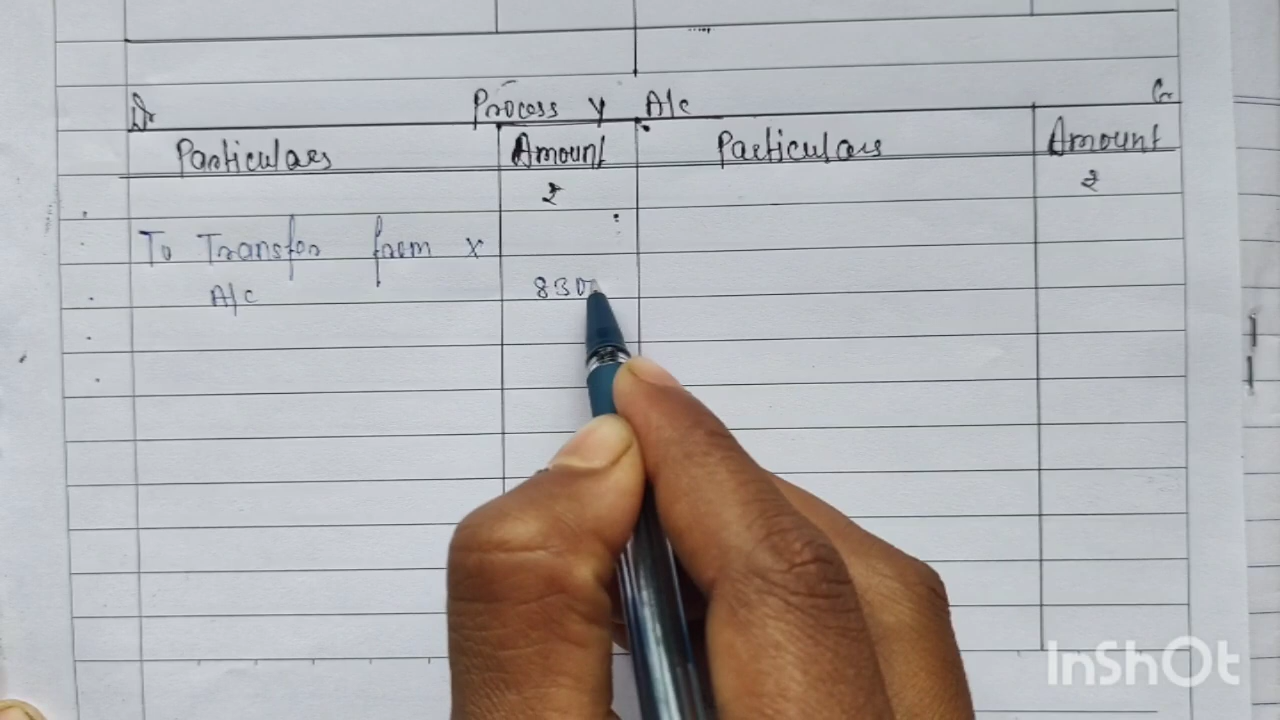 Dr Process Y A/c Cr
Particulars Amount Particulars Amount
₹ ₹
To Transfer from X
A/c 830
InShOt